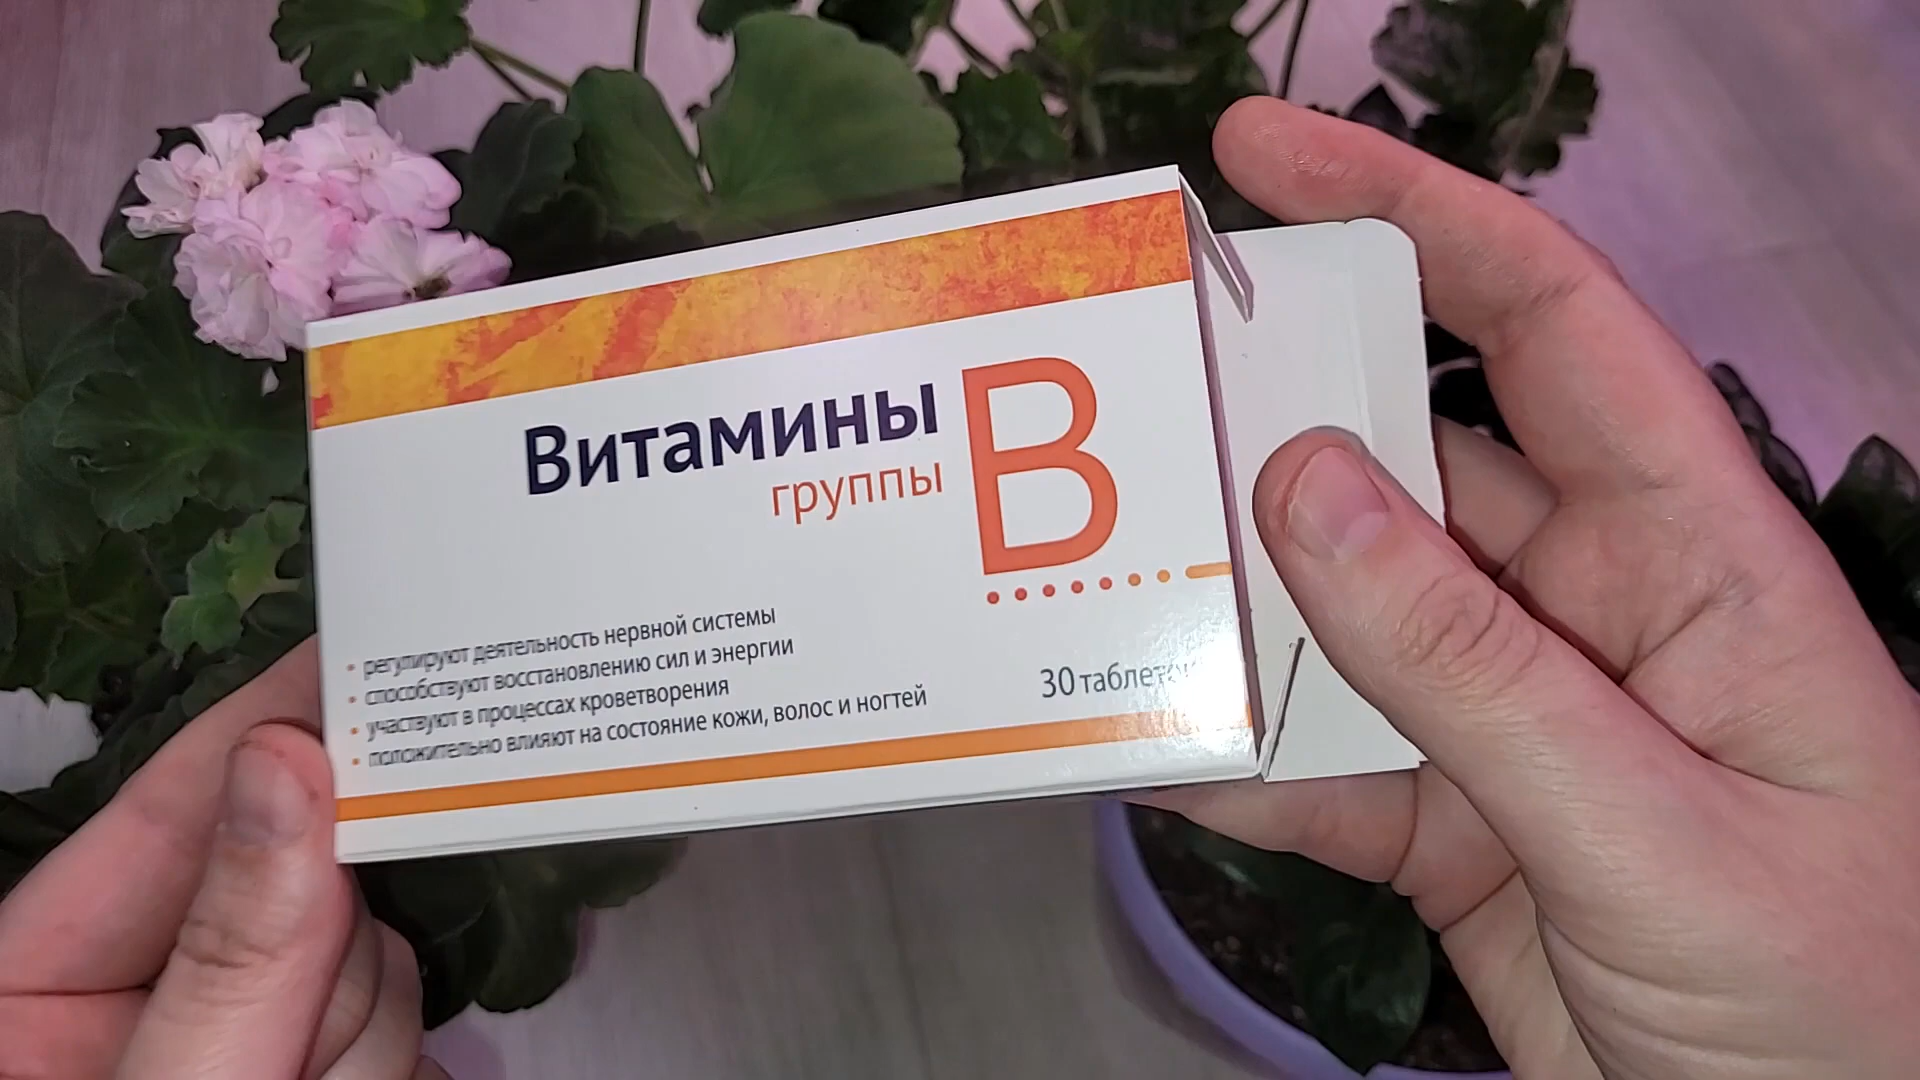 Витамины
группы
В
• регулируют деятельность нервной системы
• способствуют восстановлению сил и энергии
• участвуют в процессах кроветворения
• положительно влияют на состояние кожи, волос и ногтей
30 таблеток